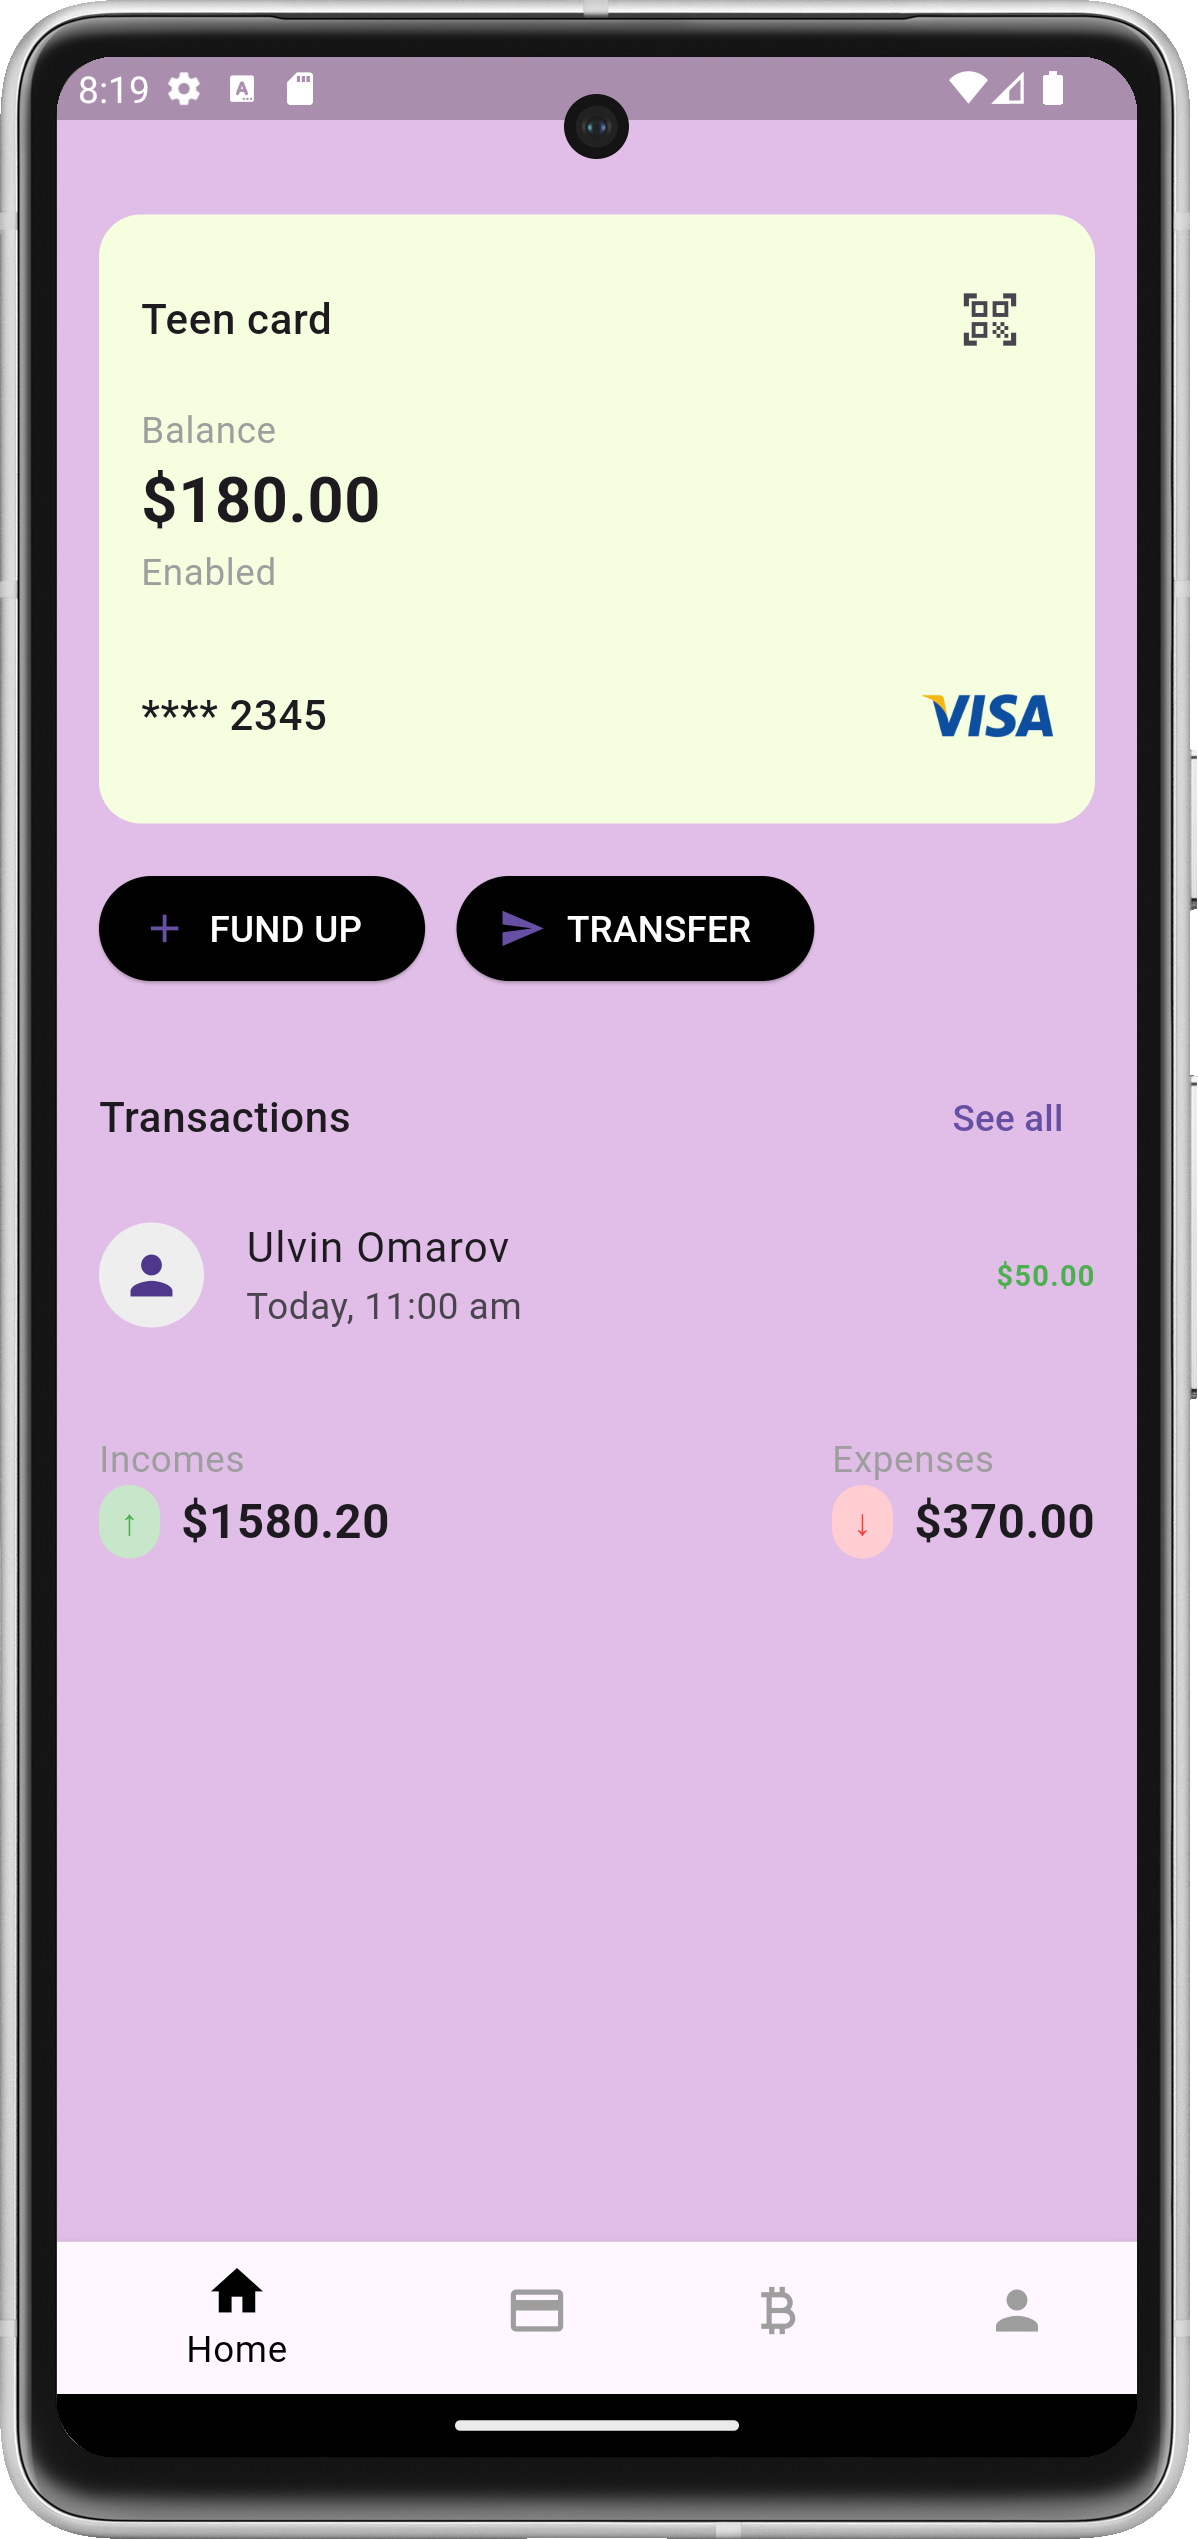 8:19
Teen card
Balance
$180.00
Enabled
**** 2345
VISA
FUND UP
TRANSFER
Transactions
See all
Ulvin Omarov
Today, 11:00 am
$50.00
Incomes
Expenses
↑ $1580.20
↓ $370.00
Home